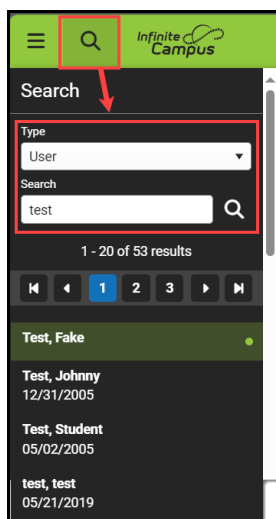 Infinite
Campus
Search
Type
User
Search
test
1 - 20 of 53 results
1 2 3
Test, Fake
Test, Johnny
12/31/2005
Test, Student
05/02/2005
test, test
05/21/2019